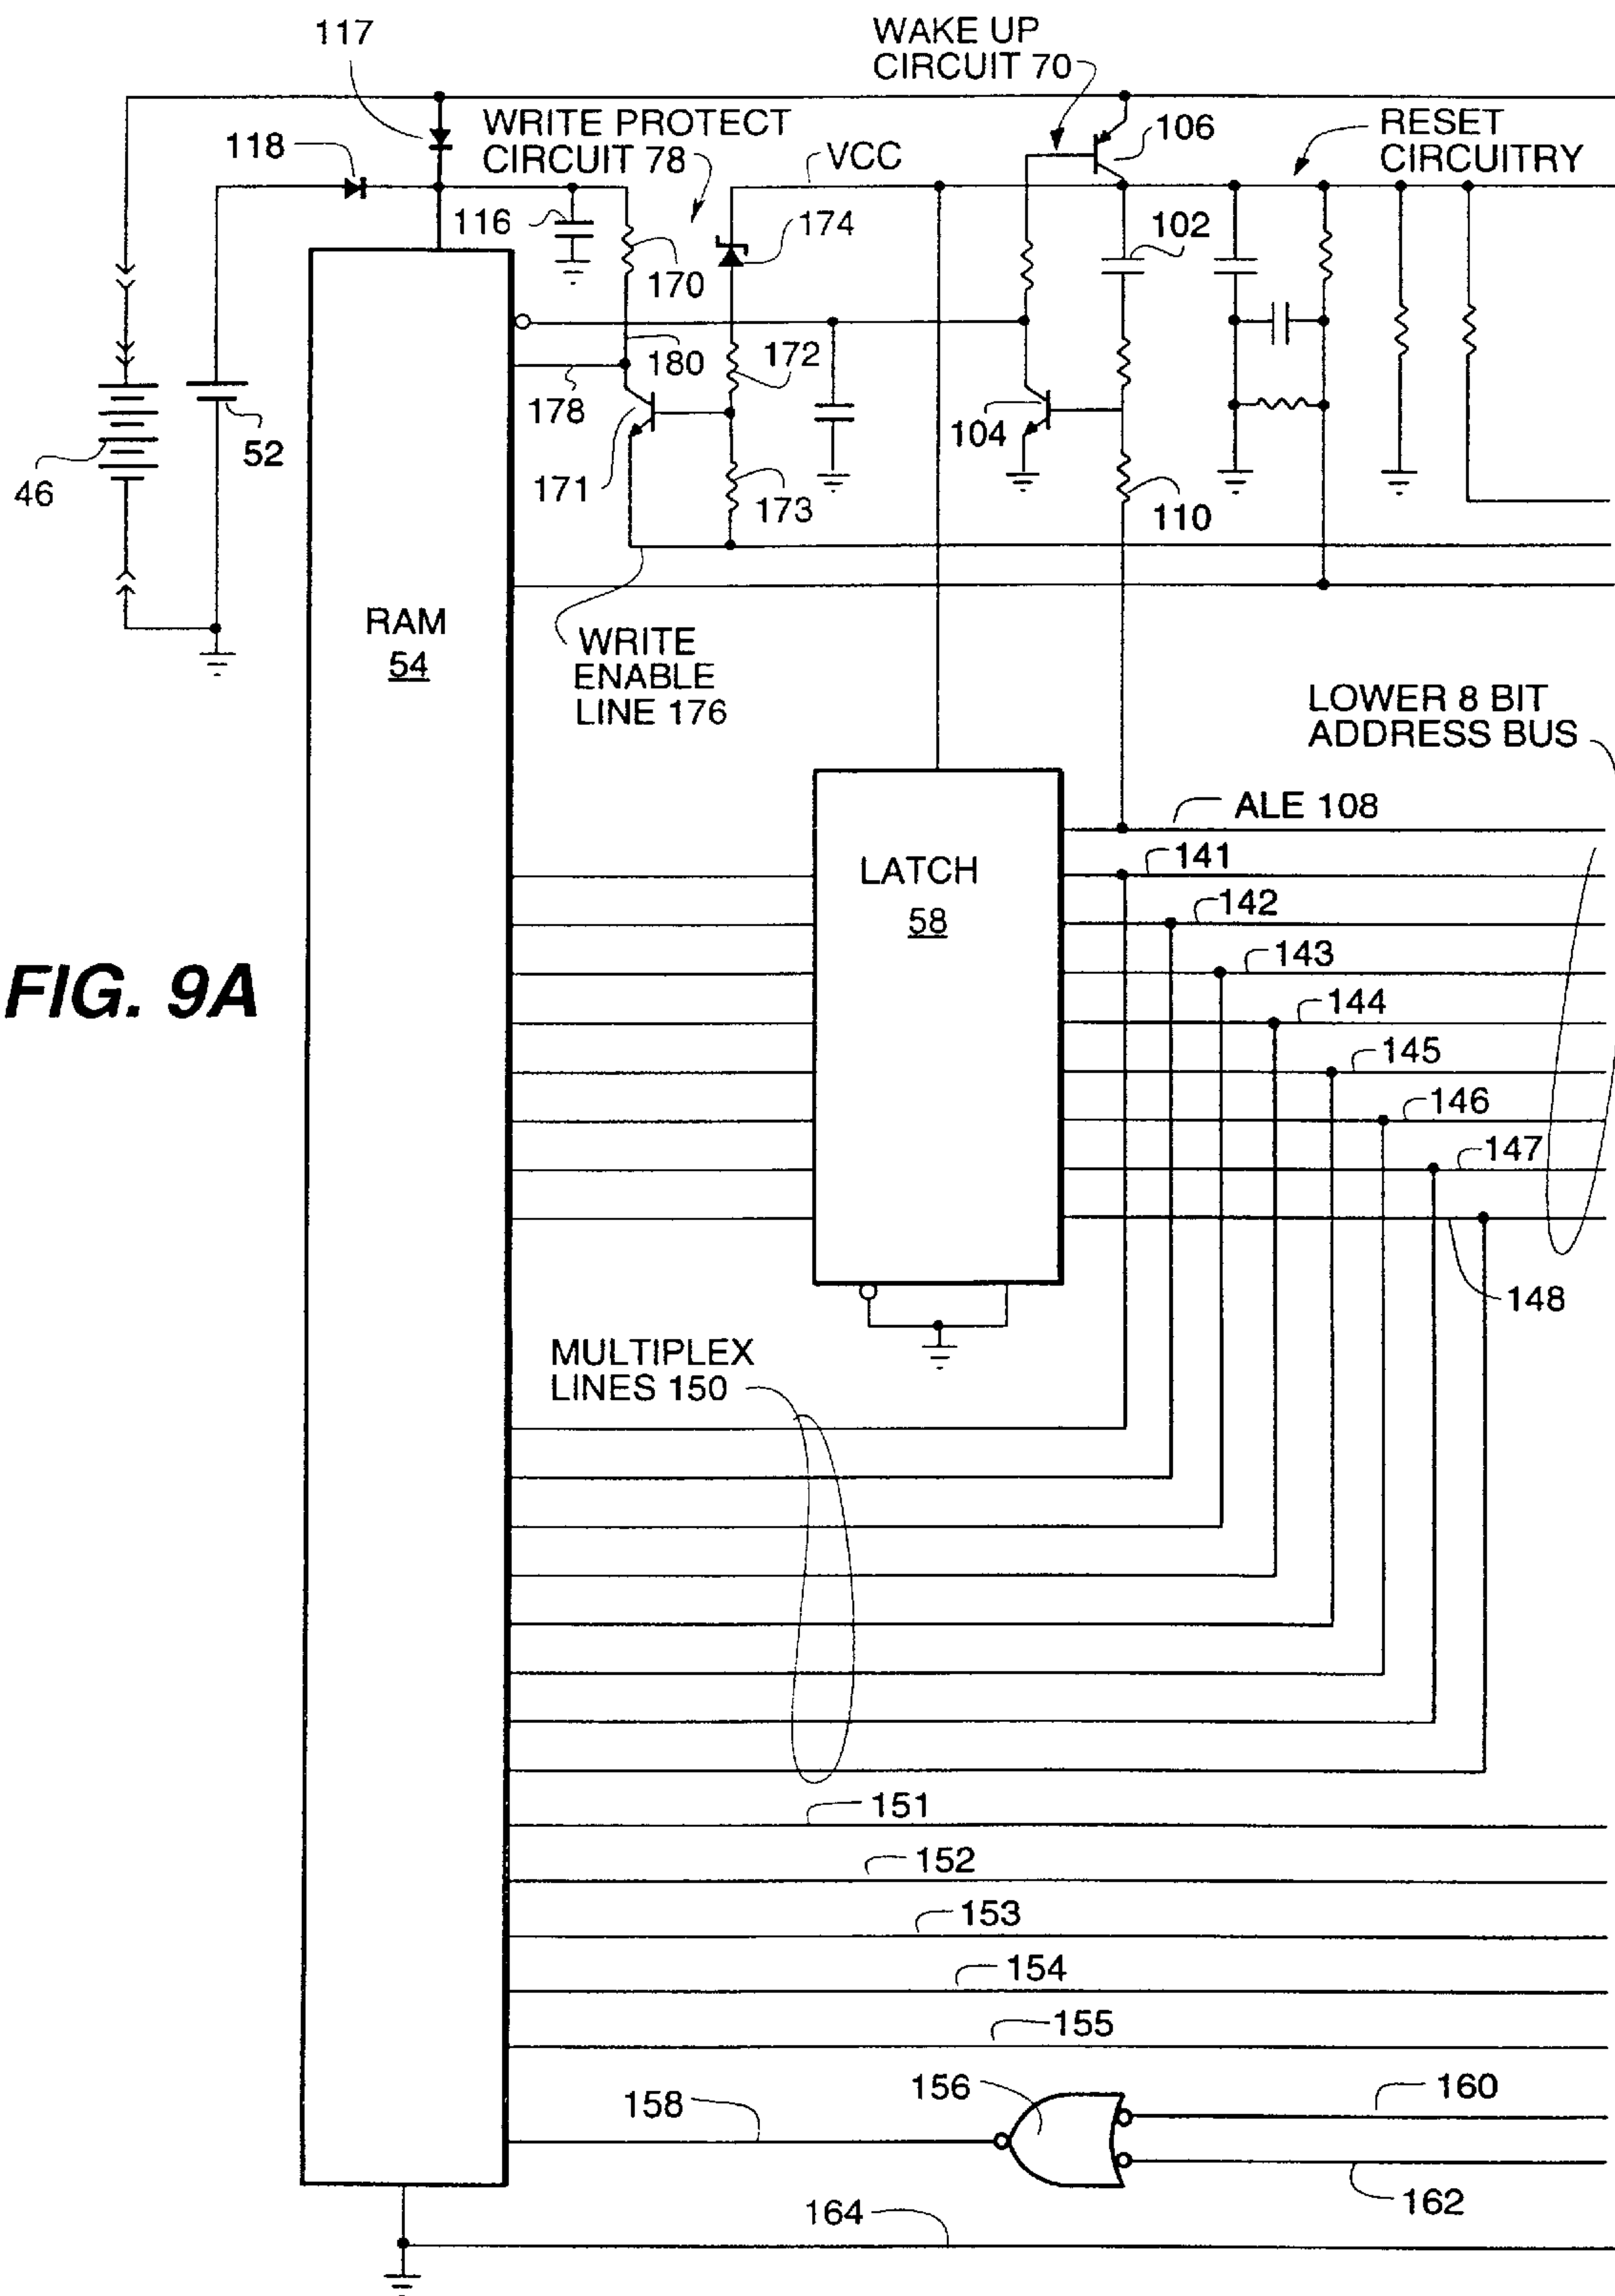 117
WAKE UP
CIRCUIT 70
WRITE PROTECT
CIRCUIT 78
106
RESET
CIRCUITRY
118
VCC
116
174
102
170
180
172
178
104
52
46
171
173
110
RAM
54
WRITE
ENABLE
LINE 176
LOWER 8 BIT
ADDRESS BUS
ALE 108
LATCH
58
141
142
143
FIG. 9A
144
145
146
147
148
MULTIPLEX
LINES 150
151
152
153
154
155
156
160
158
162
164